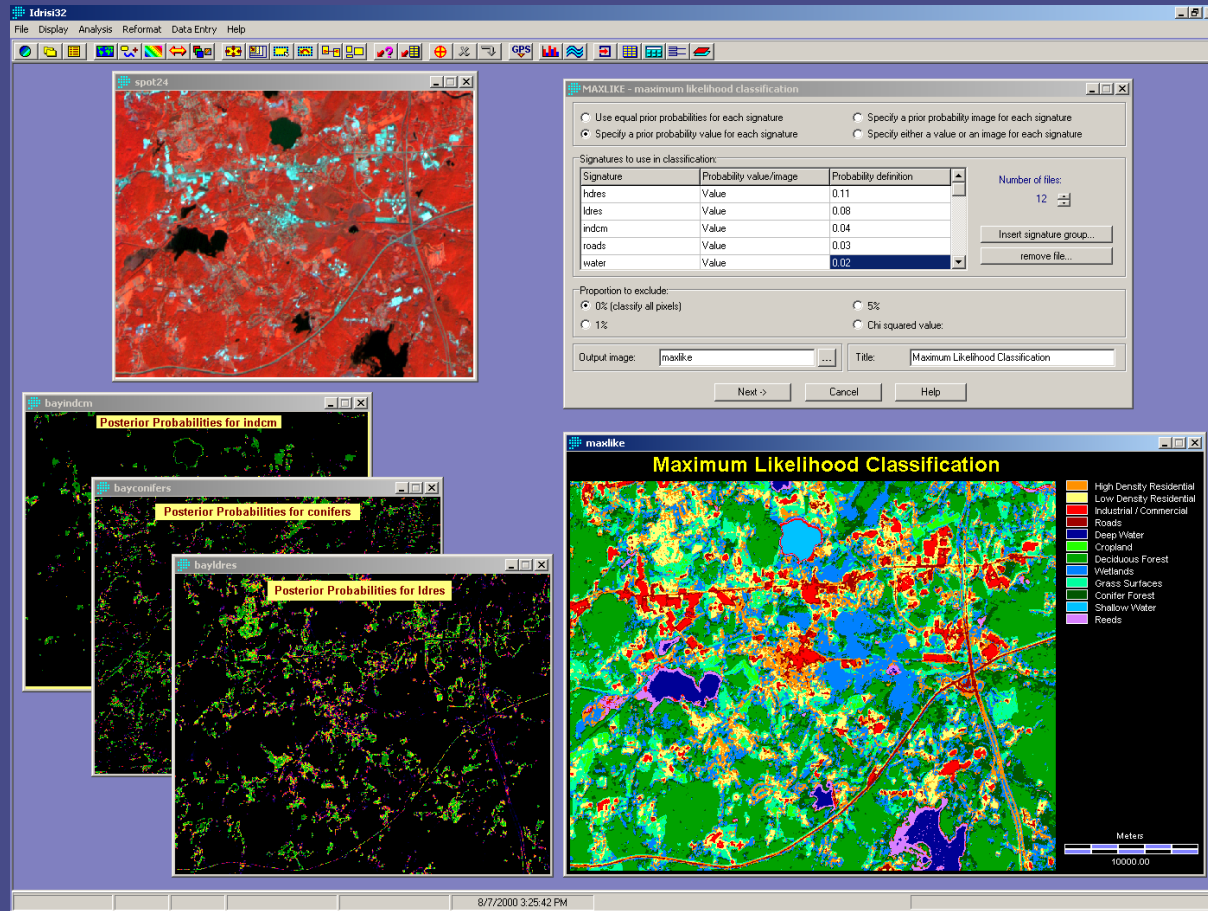 Idrisi32
File Display Analysis Reformat Data Entry Help
GPS
spot24
MAXLIKE - maximum likelihood classification
Use equal prior probabilities for each signature
Specify a prior probability image for each signature
Specify a prior probability value for each signature
Specify either a value or an image for each signature
Signatures to use in classification:
Signature Probability value/image Probability definition
hdres Value 0.11
ldres Value 0.08
indcm Value 0.04
roads Value 0.03
water Value 0.02
Number of files:
12
Insert signature group...
remove file...
Proportion to exclude:
0% (classify all pixels)
5%
1%
Chi squared value:
Output image: maxlike ...
Title: Maximum Likelihood Classification
Next ->
Cancel
Help
bayindcm
Posterior Probabilities for indcm
bayconifers
Posterior Probabilities for conifers
bayldres
Posterior Probabilities for ldres
maxlike
Maximum Likelihood Classification
High Density Residential
Low Density Residential
Industrial / Commercial
Roads
Deep Water
Cropland
Deciduous Forest
Wetlands
Grass Surfaces
Conifer Forest
Shallow Water
Reeds
Meters
10000.00
8/7/2000 3:25:42 PM